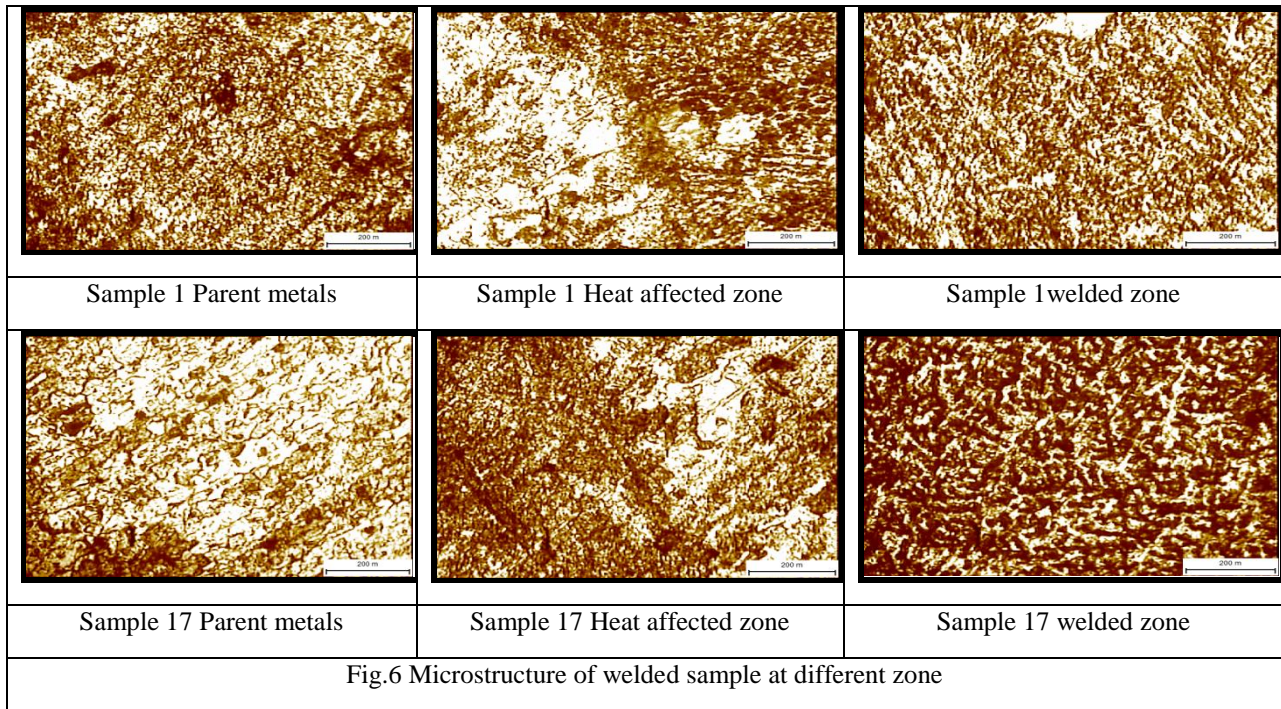 200 m
200 m
200 m
Sample 1 Parent metals
Sample 1 Heat affected zone
Sample 1welded zone
200 m
200 m
200 m
Sample 17 Parent metals
Sample 17 Heat affected zone
Sample 17 welded zone
Fig.6 Microstructure of welded sample at different zone